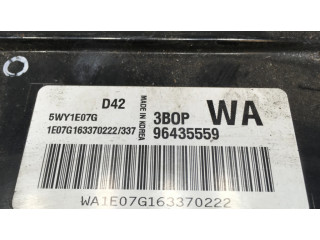 D42
5WY1E07G
1E07G163370222/337
MADE IN KOREA
3BOP
WA
96435559
WA1E07G163370222